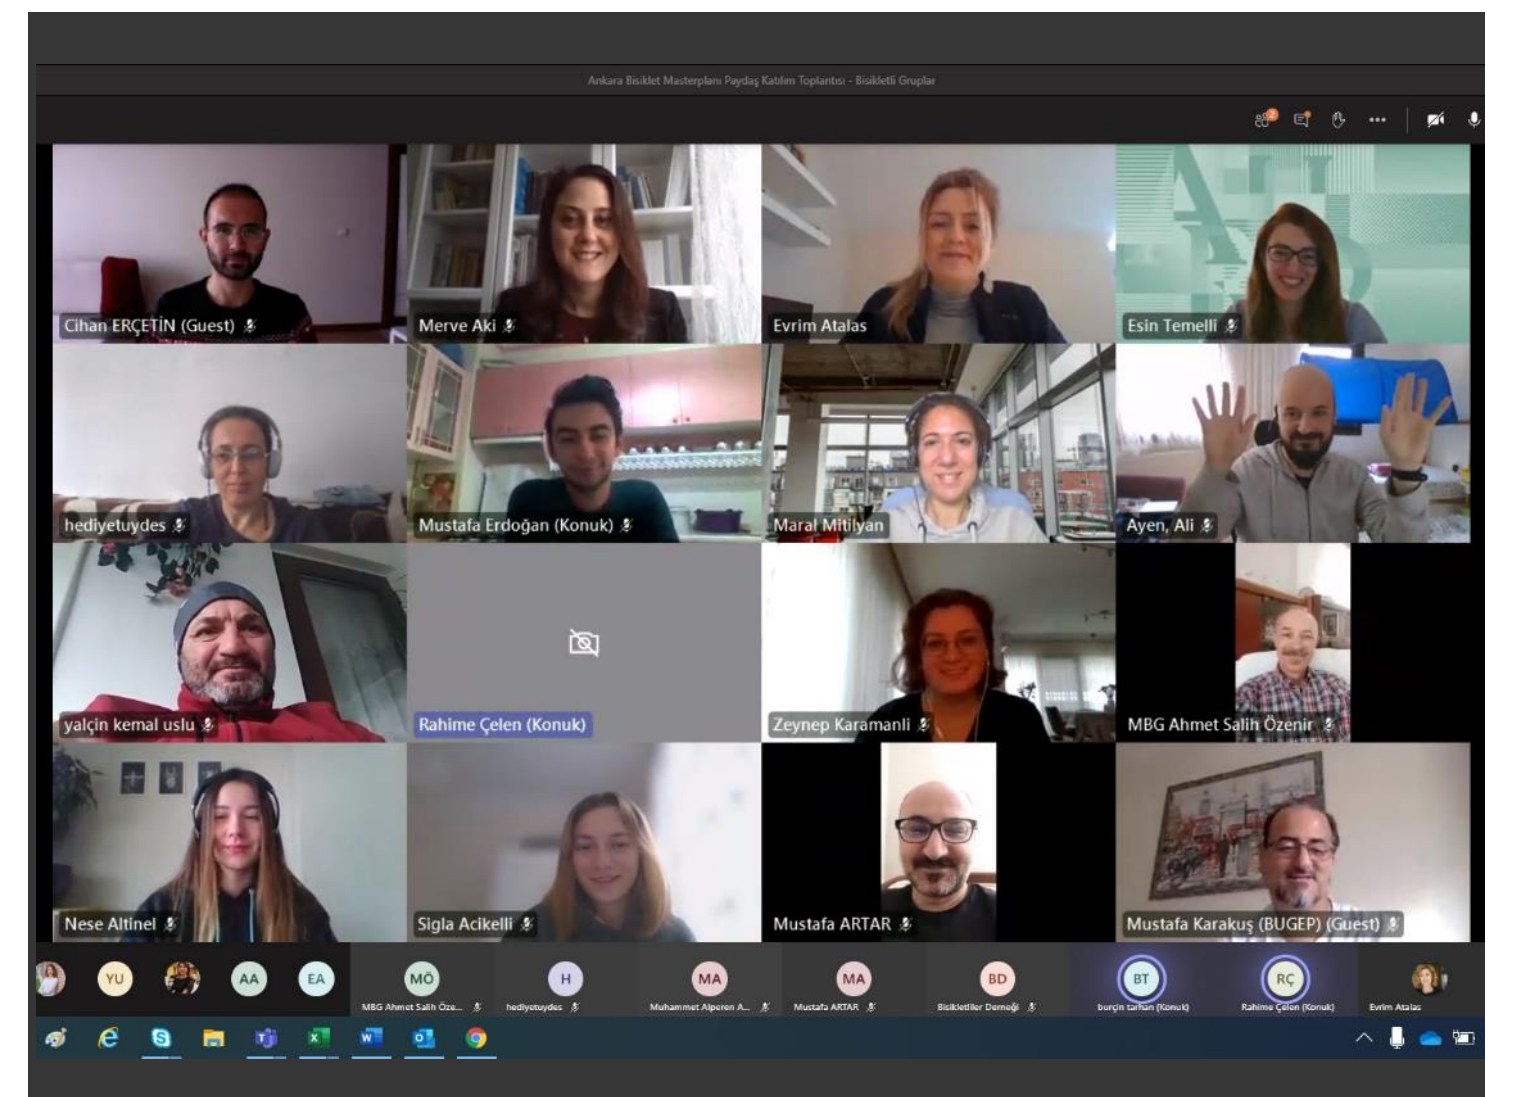 Ankara Bisiklet Masterplanı Paydaş Katılım Toplantısı - Bisikletli Gruplar
2
Cihan ERÇETİN (Guest)
Merve Aki
Evrim Atalas
Esin Temelli
hediyetuydes
Mustafa Erdoğan (Konuk)
Maral Mitilyan
Ayen, Ali
yalçin kemal uslu
Rahime Çelen (Konuk)
Zeynep Karamanli
MBG Ahmet Salih Özenir
Nese Altinel
Sigla Acikelli
Mustafa ARTAR
Mustafa Karakuş (BUGEP) (Guest)
YU
AA
EA
MÖ
H
MA
MA
BD
BT
RÇ
MBG Ahmet Salih Öze...
hediyetuydes
Muhammet Alperen A...
Mustafa ARTAR
Bisikletliler Derneği
burçin tarhan (Konuk)
Rahime Çelen (Konuk)
Evrim Atalas